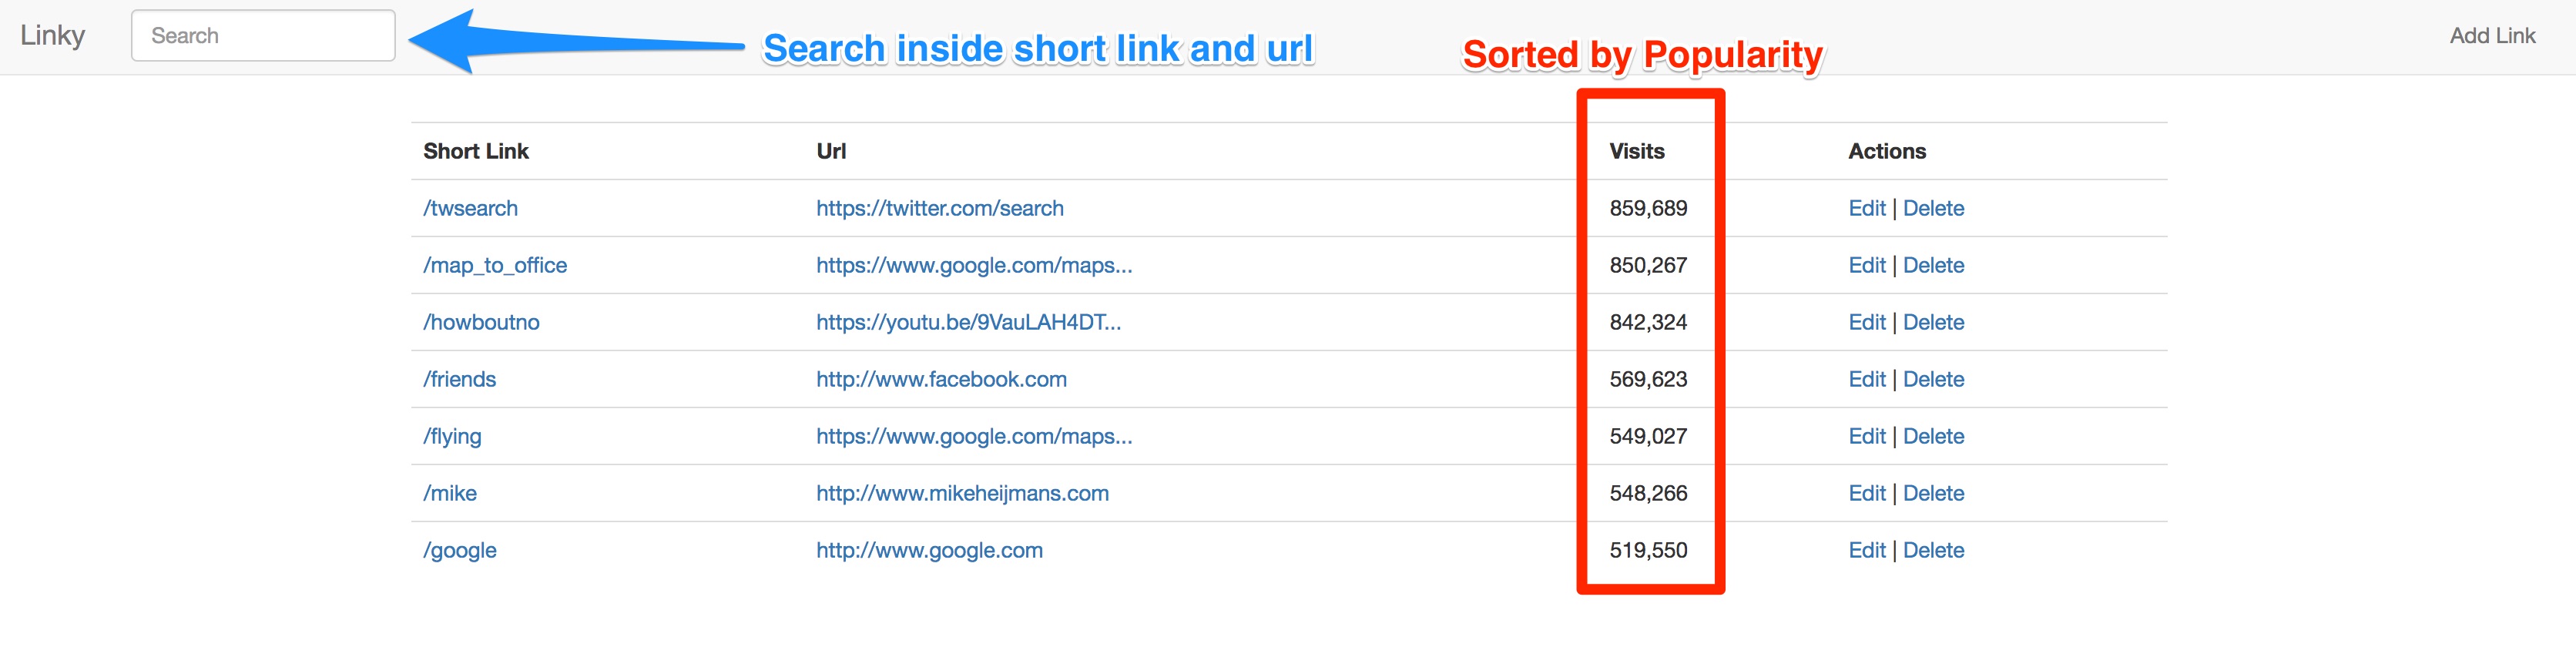 Linky Search Search inside short link and url Sorted by Popularity Add Link
Short Link Url Visits Actions
/twsearch https://twitter.com/search 859,689 Edit | Delete
/map_to_office https://www.google.com/maps... 850,267 Edit | Delete
/howboutno https://youtu.be/9VauLAH4DT... 842,324 Edit | Delete
/friends http://www.facebook.com 569,623 Edit | Delete
/flying https://www.google.com/maps... 549,027 Edit | Delete
/mike http://www.mikeheijmans.com 548,266 Edit | Delete
/google http://www.google.com 519,550 Edit | Delete